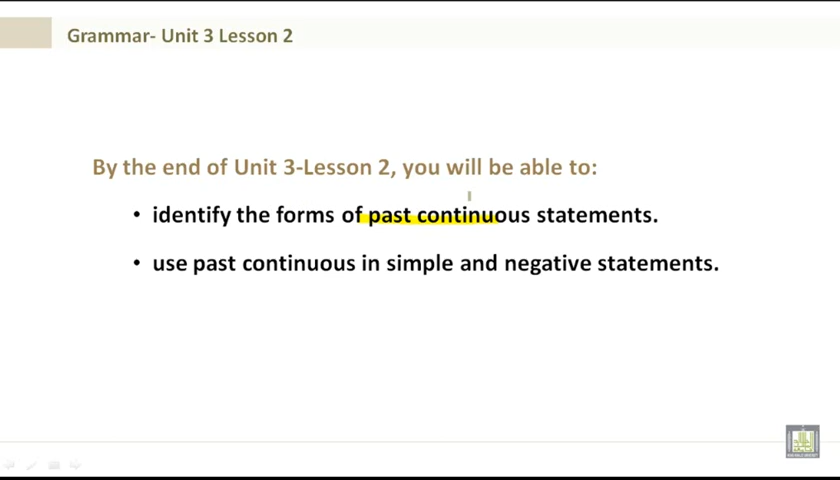 Grammar- Unit 3 Lesson 2
By the end of Unit 3-Lesson 2, you will be able to:
• identify the forms of past continuous statements.
• use past continuous in simple and negative statements.